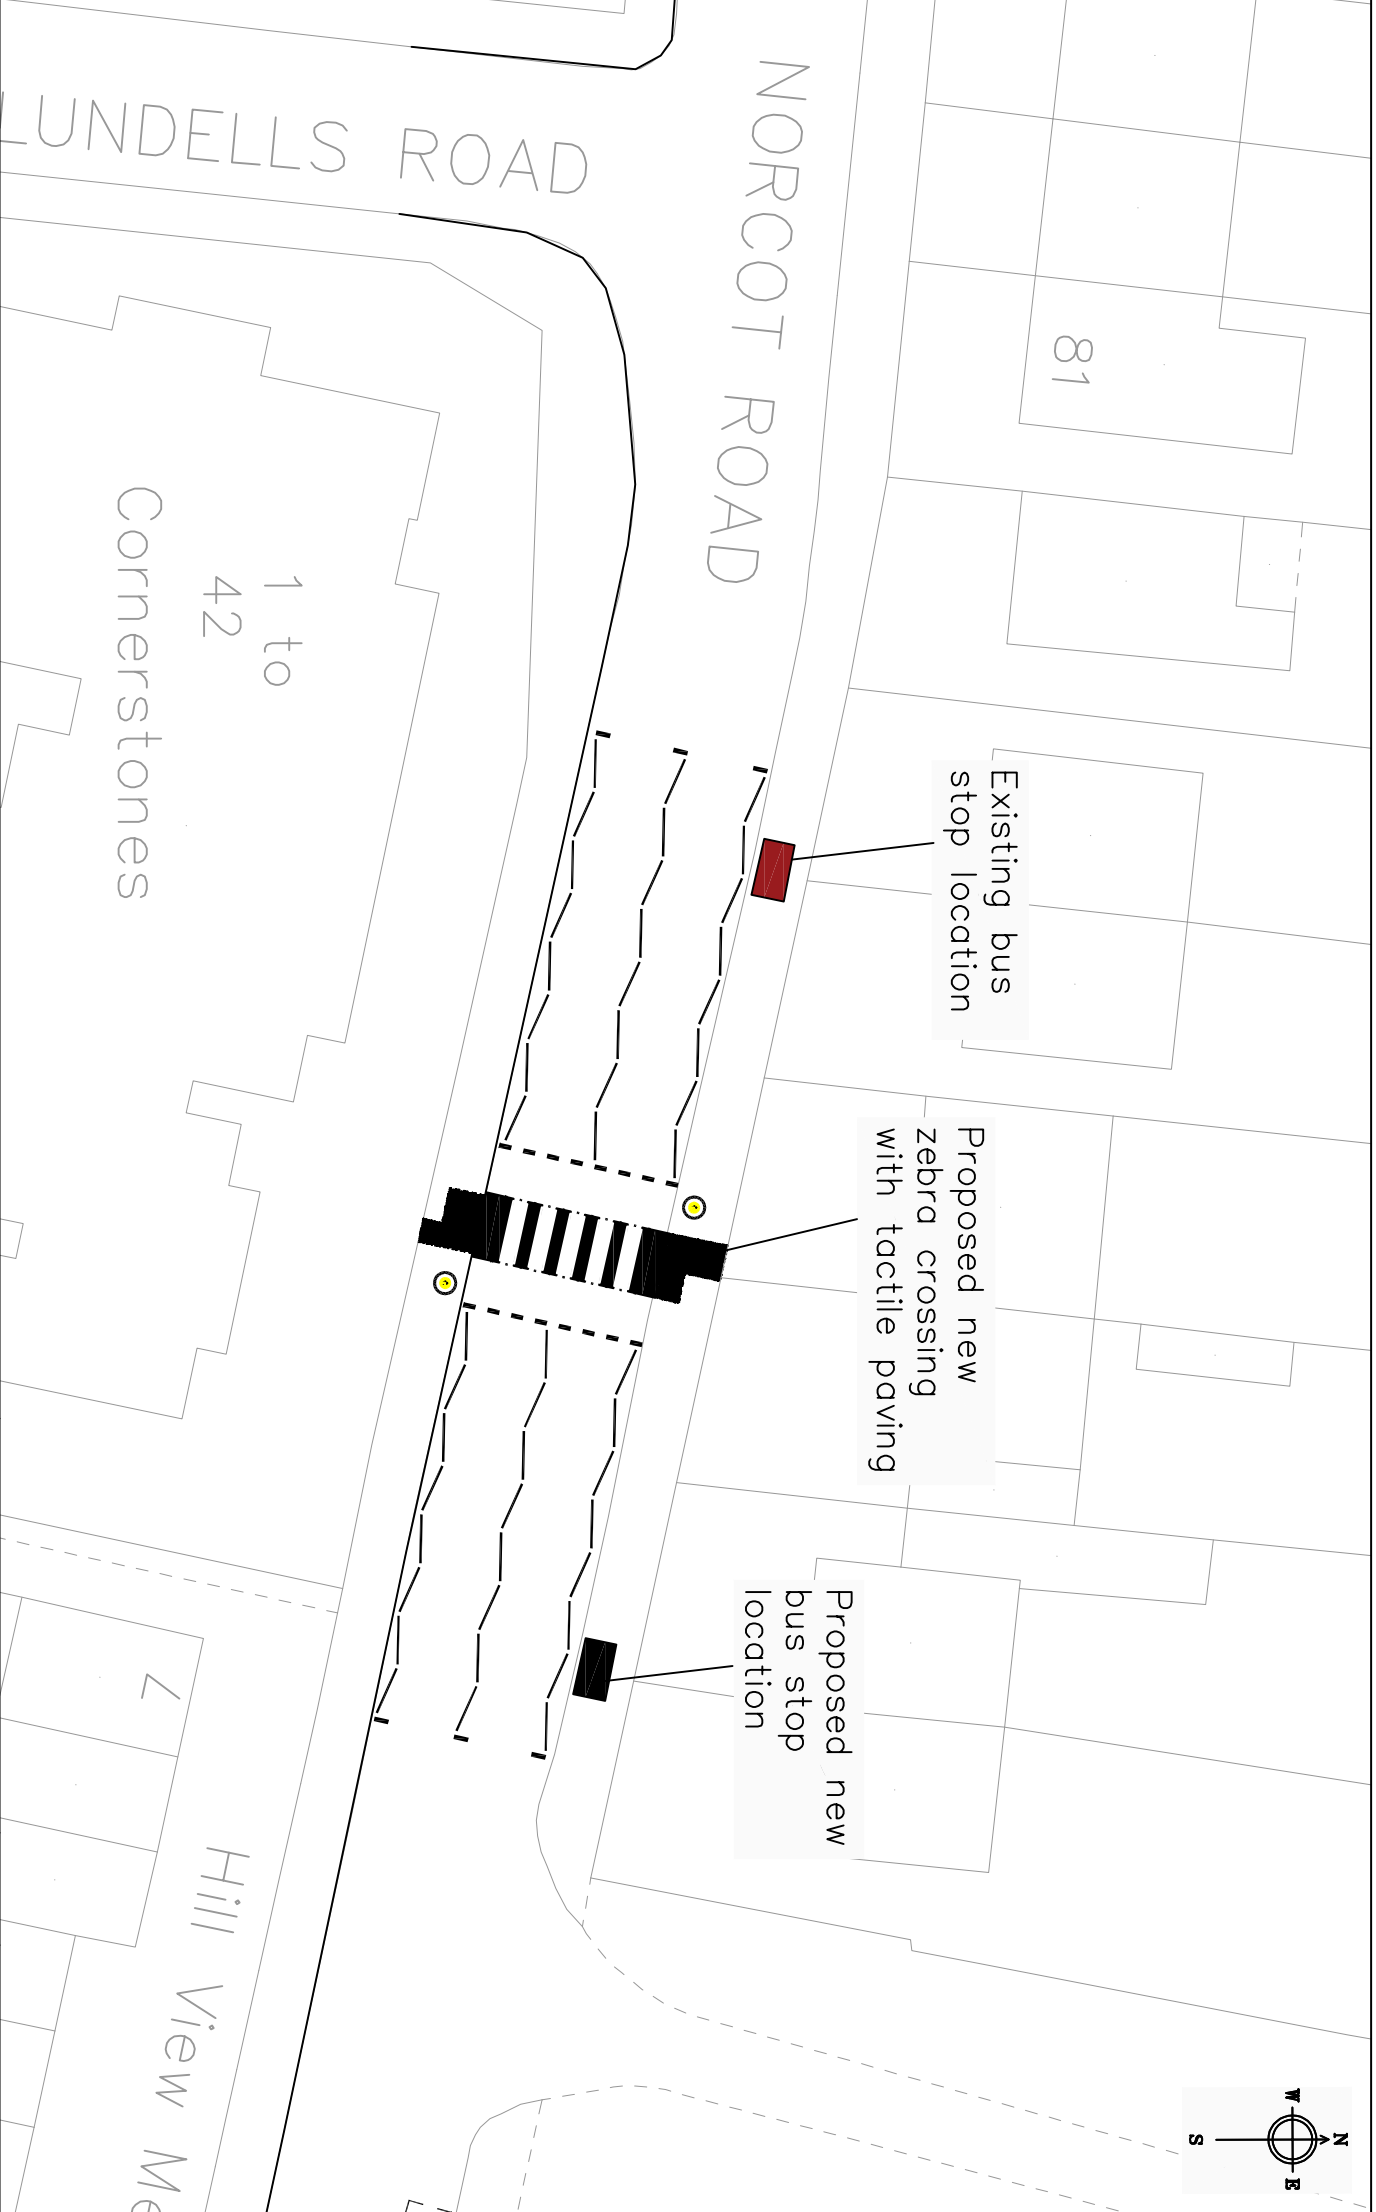 LUNDELLS ROAD
NORCOT ROAD
81
1 to
42
Cornerstones
Existing bus
stop location
Proposed new
zebra crossing
with tactile paving
Proposed new
bus stop
location
Hill View Me
N
W
E
S